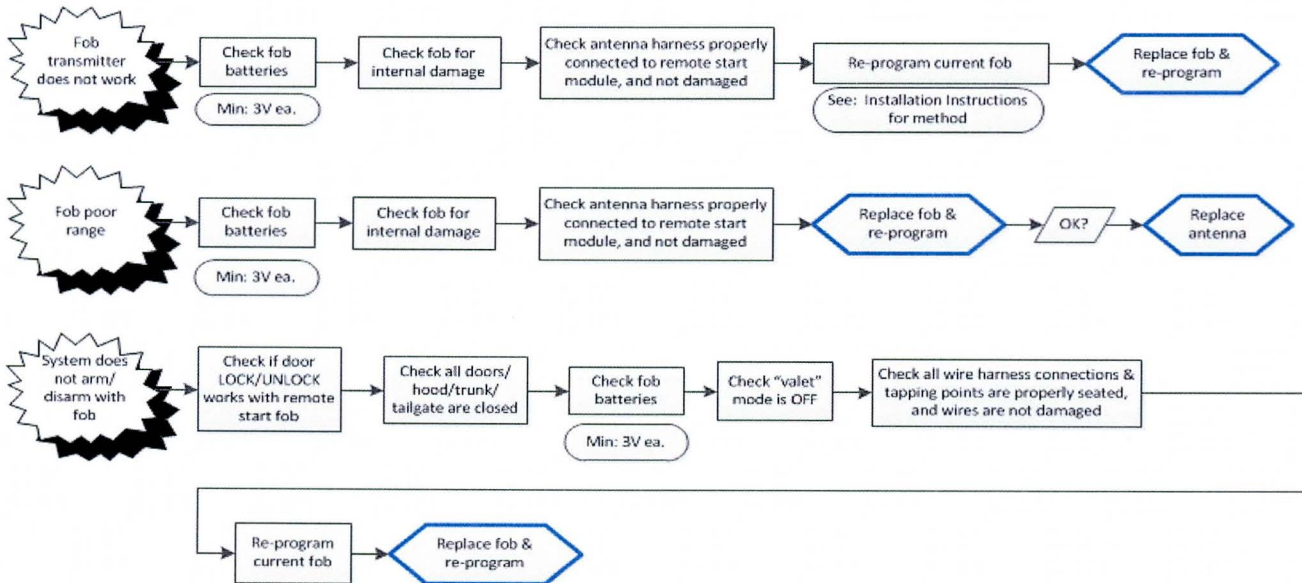 Fob
transmitter
does not work
Check fob
batteries
Min: 3V ea.
Check fob for
internal damage
Check antenna harness properly
connected to remote start
module, and not damaged
Re-program current fob
See: Installation Instructions
for method
Replace fob &
re-program
Fob poor
range
Check fob
batteries
Min: 3V ea.
Check fob for
internal damage
Check antenna harness properly
connected to remote start
module, and not damaged
Replace fob &
re-program
OK?
Replace
antenna
System does
not arm/
disarm with
fob
Check if door
LOCK/UNLOCK
works with remote
start fob
Check all doors/
hood/trunk/
tailgate are closed
Check fob
batteries
Min: 3V ea.
Check "valet"
mode is OFF
Check all wire harness connections &
tapping points are properly seated,
and wires are not damaged
Re-program
current fob
Replace fob &
re-program